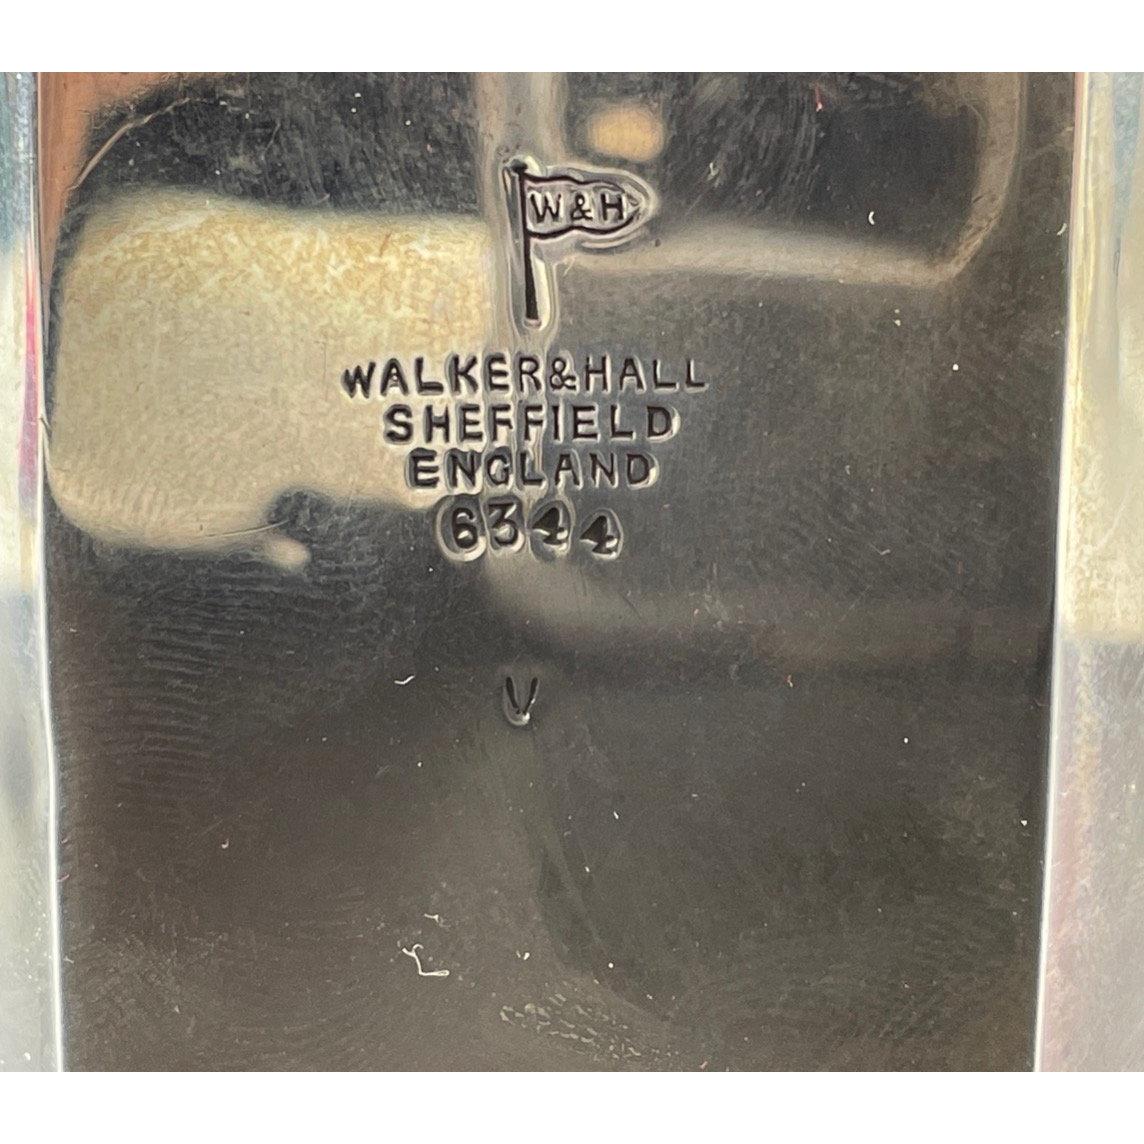 W&H
WALKER&HALL
SHEFFIELD
ENGLAND
6344
V